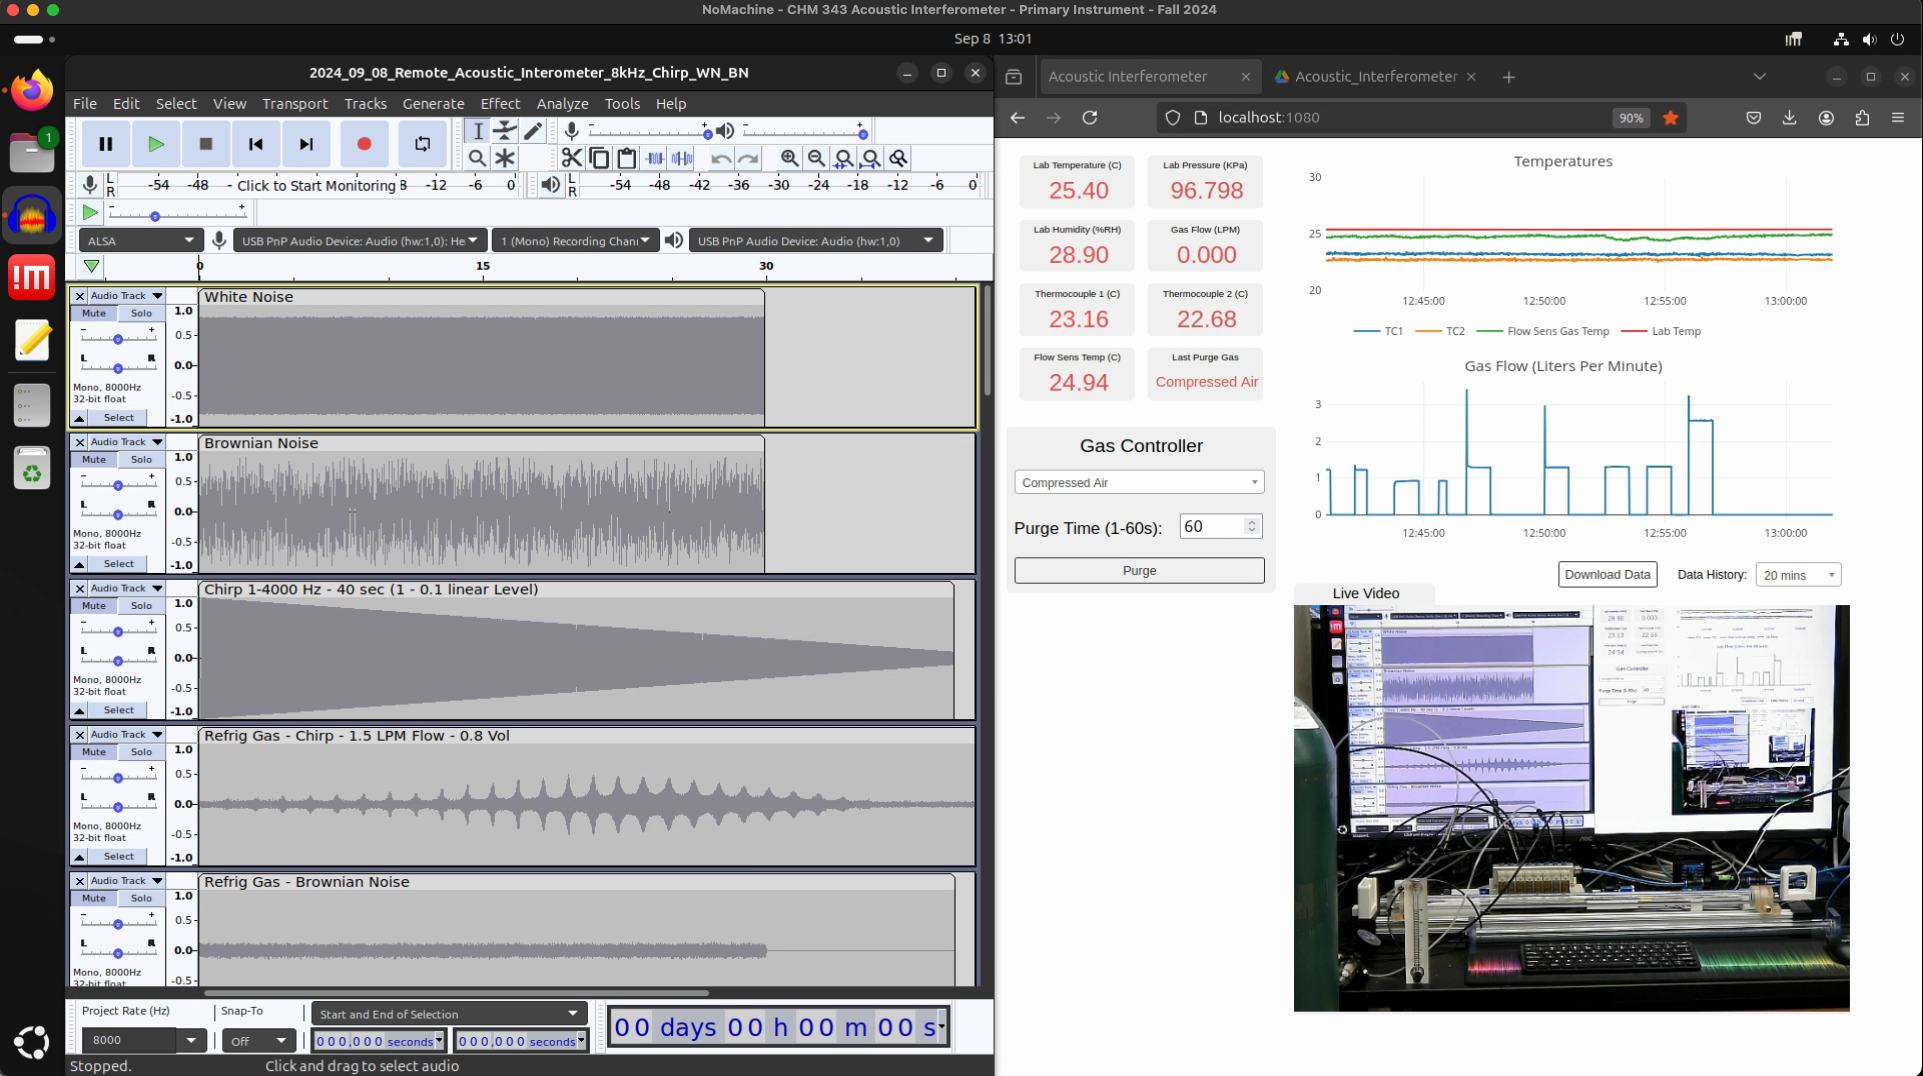 NoMachine - CHM 343 Acoustic Interferometer - Primary Instrument - Fall 2024
Sep 8 13:01
1
2024_09_08_Remote_Acoustic_Interometer_8kHz_Chirp_WN_BN
File Edit Select View Transport Tracks Generate Effect Analyze Tools Help
L
R
-54 -48 - Click to Start Monitoring -12 -6 0
L
R
-54 -48 -42 -36 -30 -24 -18 -12 -6 0
ALSA
USB PnP Audio Device: Audio (hw:1,0): He
1 (Mono) Recording Chan
USB PnP Audio Device: Audio (hw:1,0)
0 15 30
Audio Track
Mute Solo
- +
L R
Mono, 8000Hz
32-bit float
Select
1.0
0.5
0.0
-0.5
-1.0
White Noise
Audio Track
Mute Solo
- +
L R
Mono, 8000Hz
32-bit float
Select
1.0
0.5
0.0
-0.5
-1.0
Brownian Noise
Audio Track
Mute Solo
- +
L R
Mono, 8000Hz
32-bit float
Select
1.0
0.5
0.0
-0.5
-1.0
Chirp 1-4000 Hz - 40 sec (1 - 0.1 linear Level)
Audio Track
Mute Solo
- +
L R
Mono, 8000Hz
32-bit float
Select
1.0
0.5
0.0
-0.5
-1.0
Refrig Gas - Chirp - 1.5 LPM Flow - 0.8 Vol
Audio Track
Mute Solo
- +
L R
Mono, 8000Hz
32-bit float
1.0
0.5
0.0
-0.5
Refrig Gas - Brownian Noise
Project Rate (Hz)
8000
Snap-To
Off
Start and End of Selection
000,000 seconds
000,000 seconds
00 days 00 h 00 m 00 s
Stopped.
Click and drag to select audio
Acoustic Interferometer
Acoustic_Interferometer
localhost:1080
90%
Lab Temperature (C)
25.40
Lab Pressure (KPa)
96.798
Lab Humidity (%RH)
28.90
Gas Flow (LPM)
0.000
Thermocouple 1 (C)
23.16
Thermocouple 2 (C)
22.68
Flow Sens Temp (C)
24.94
Last Purge Gas
Compressed Air
Gas Controller
Compressed Air
Purge Time (1-60s): 60
Purge
Temperatures
30
25
20
12:45:00 12:50:00 12:55:00 13:00:00
TC1 TC2 Flow Sens Gas Temp Lab Temp
Gas Flow (Liters Per Minute)
3
2
1
0
12:45:00 12:50:00 12:55:00 13:00:00
Download Data
Data History: 20 mins
Live Video